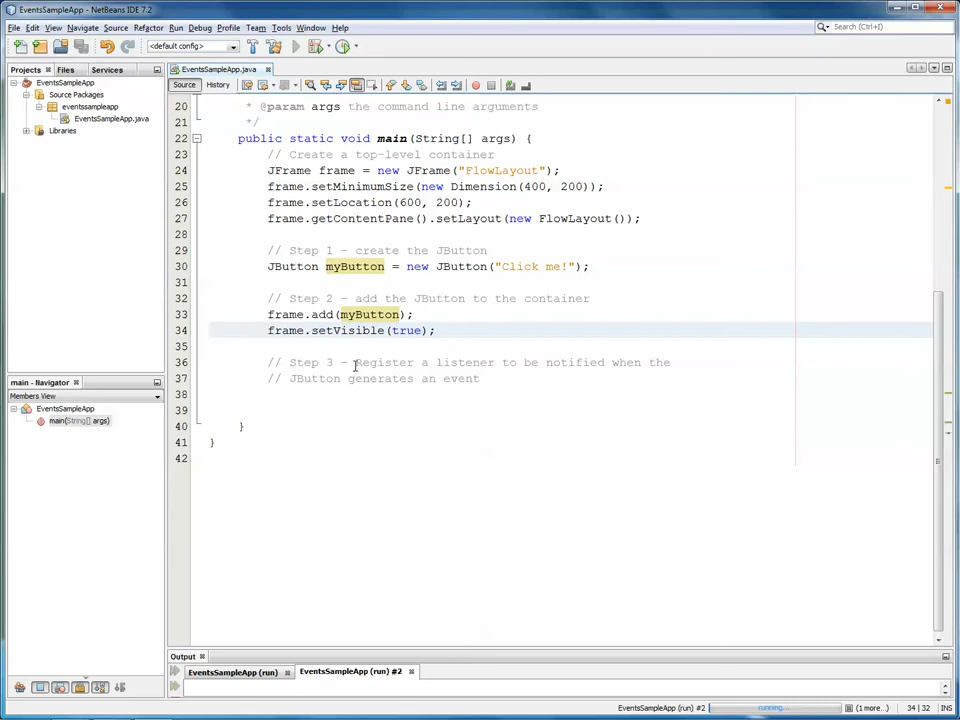 EventsSampleApp - NetBeans IDE 7.2
File Edit View Navigate Source Refactor Run Debug Profile Team Tools Window Help
Search (Ctrl+I)
<default config>
Projects Files Services
EventsSampleApp
Source Packages
eventssampleapp
EventsSampleApp.java
Libraries
EventsSampleApp.java
Source History
20 * @param args the command line arguments
21 */
22 public static void main(String[] args) {
23 // Create a top-level container
24 JFrame frame = new JFrame("FlowLayout");
25 frame.setMinimumSize(new Dimension(400, 200));
26 frame.setLocation(600, 200);
27 frame.getContentPane().setLayout(new FlowLayout());
28
29 // Step 1 - create the JButton
30 JButton myButton = new JButton("Click me!");
31
32 // Step 2 - add the JButton to the container
33 frame.add(myButton);
34 frame.setVisible(true);
35
36 // Step 3 - Register a listener to be notified when the
37 // JButton generates an event
38
39
40 }
41 }
42
main - Navigator
Members View
EventsSampleApp
main(String[] args)
Output
EventsSampleApp (run) EventsSampleApp (run) #2
EventsSampleApp (run) #2 running... (1 more...) 34 | 32 INS